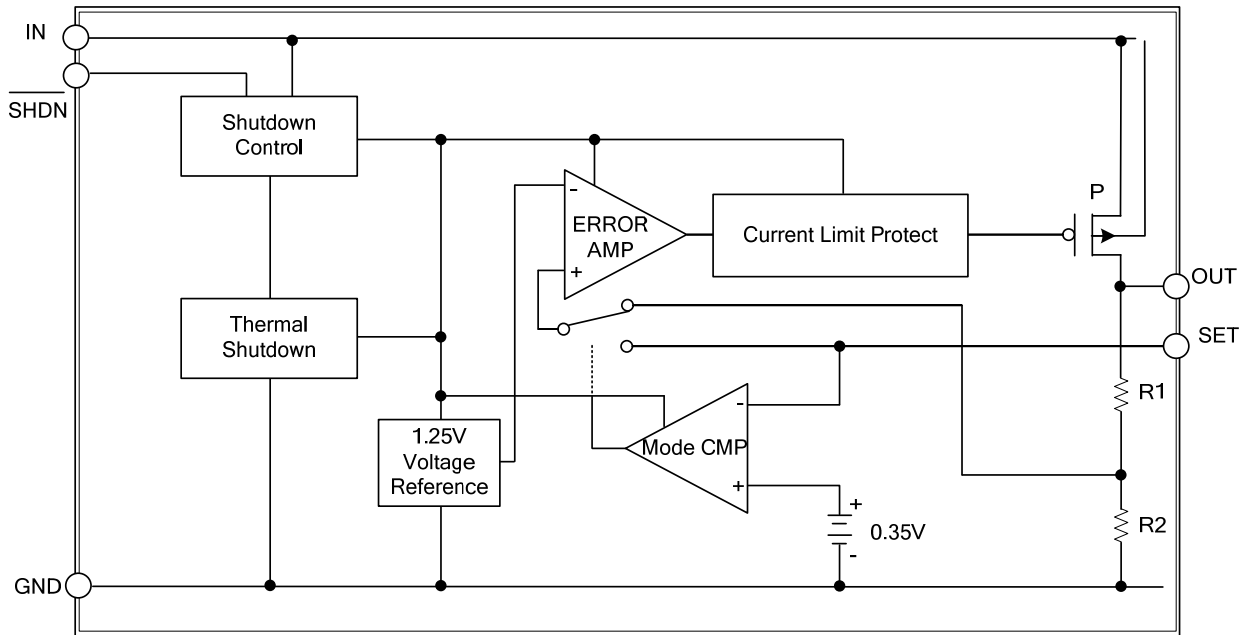 IN
SHDN
Shutdown
Control
P
-
ERROR
AMP
+
Current Limit Protect
OUT
Thermal
Shutdown
SET
R1
-
1.25V
Voltage
Reference
Mode CMP
+
+
0.35V
-
R2
GND